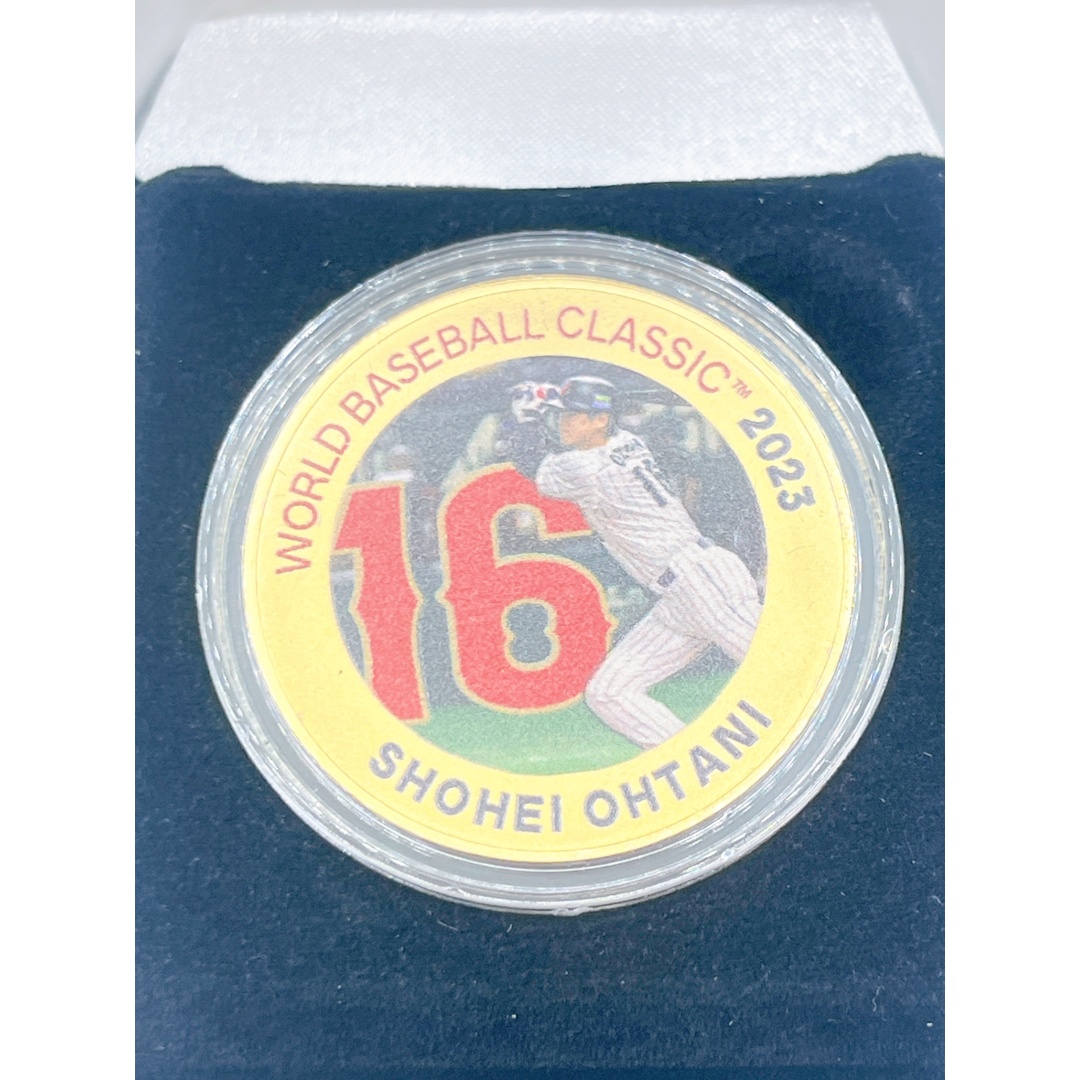 WORLD BASEBALL CLASSIC™ 2023
16
SHOHEI OHTANI